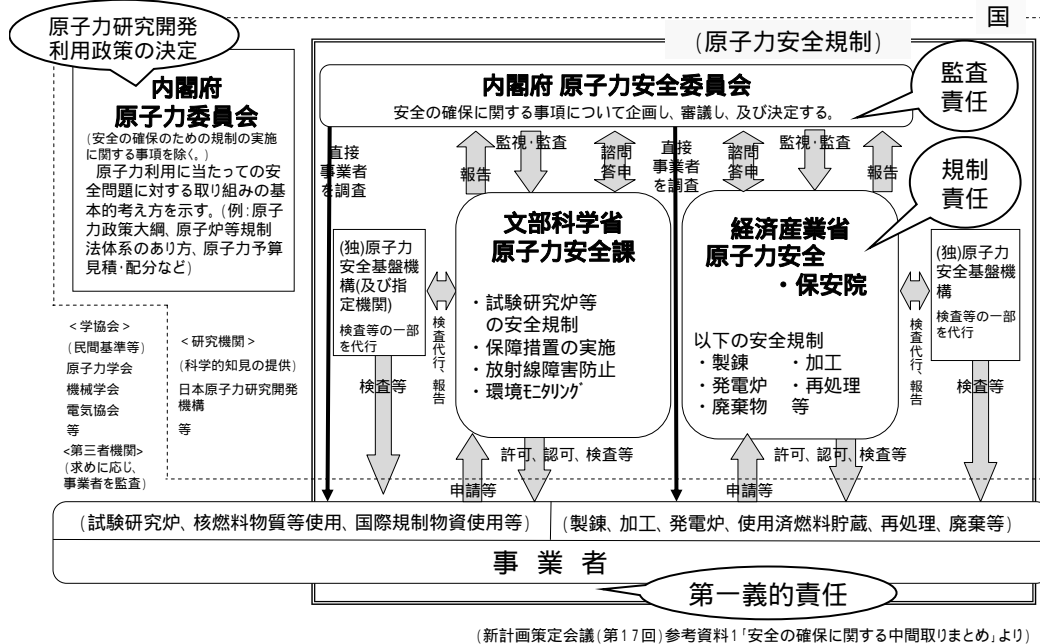 国
原子力研究開発
利用政策の決定
(原子力安全規制)
内閣府
原子力委員会
(安全の確保のための規制の実施
に関する事項を除く。)
原子力利用に当たっての安
全問題に対する取り組みの基
本的考え方を示す。(例:原子
力政策大綱、原子炉等規制
法体系のあり方、原子力予算
見積・配分など)
内閣府 原子力安全委員会
安全の確保に関する事項について企画し、審議し、及び決定する。
監査
責任
直接
事業者
を調査
報告
監視・監査
諮問
答申
直接
事業者
を調査
諮問
答申
監視・監査
報告
規制
責任
(独)原子力
安全基盤機
構(及び指
定機関)
検査等の一部
を代行
検査代行、報告
文部科学省
原子力安全課
・試験研究炉等
の安全規制
・保障措置の実施
・放射線障害防止
・環境モニタリング
経済産業省
原子力安全
・保安院
以下の安全規制
・製錬 ・加工
・発電炉 ・再処理
・廃棄物 等
検査代行、報告
(独)原子力
安全基盤機
構
検査等の一部
を代行
<学協会>
(民間基準等)
原子力学会
機械学会
電気協会
等
<第三者機関>
(求めに応じ、
事業者を監査)
<研究機関>
(科学的知見の提供)
日本原子力研究開発
機構
等
検査等
申請等
許可、認可、検査等
申請等
許可、認可、検査等
検査等
(試験研究炉、核燃料物質等使用、国際規制物資使用等)
(製錬、加工、発電炉、使用済燃料貯蔵、再処理、廃棄等)
事 業 者
第一義的責任
(新計画策定会議(第17回)参考資料1「安全の確保に関する中間取りまとめ」より)